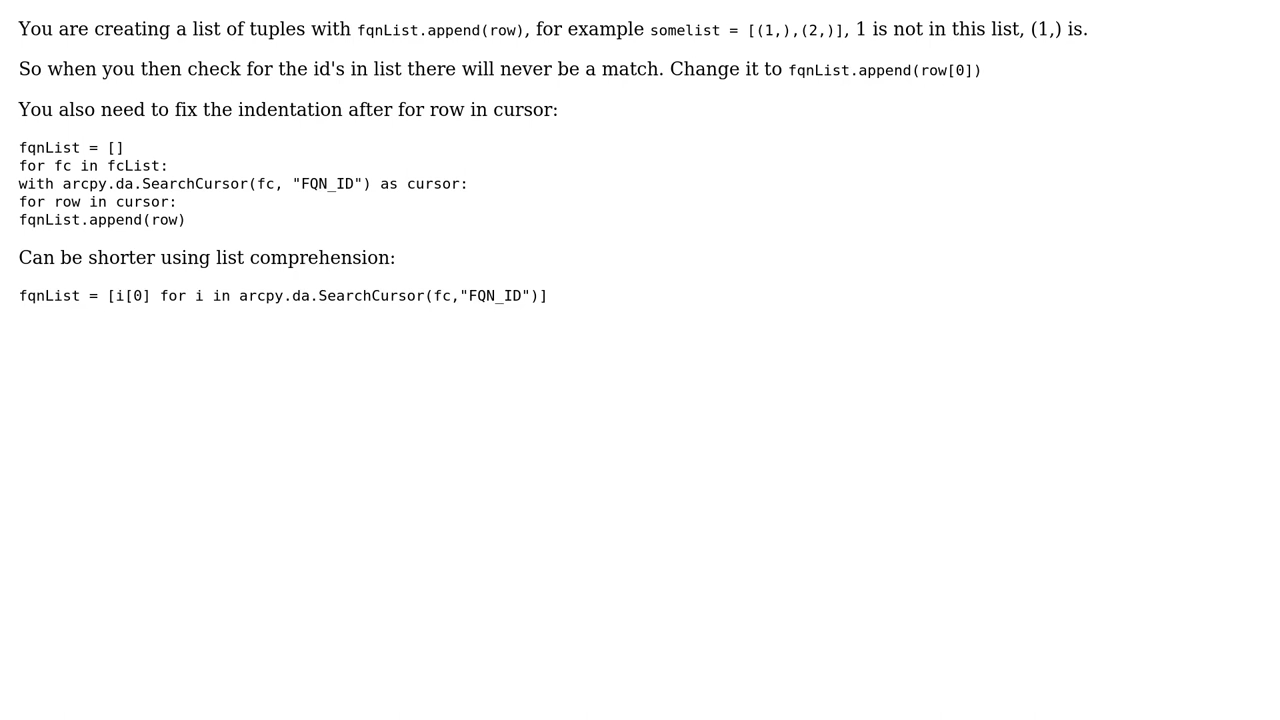 You are creating a list of tuples with fqnList.append(row), for example somelist = [(1,),(2,)], 1 is not in this list, (1,) is.
So when you then check for the id's in list there will never be a match. Change it to fqnList.append(row[0])
You also need to fix the indentation after for row in cursor:
fqnList = []
for fc in fcList:
with arcpy.da.SearchCursor(fc, "FQN_ID") as cursor:
for row in cursor:
fqnList.append(row)
Can be shorter using list comprehension:
fqnList = [i[0] for i in arcpy.da.SearchCursor(fc,"FQN_ID")]